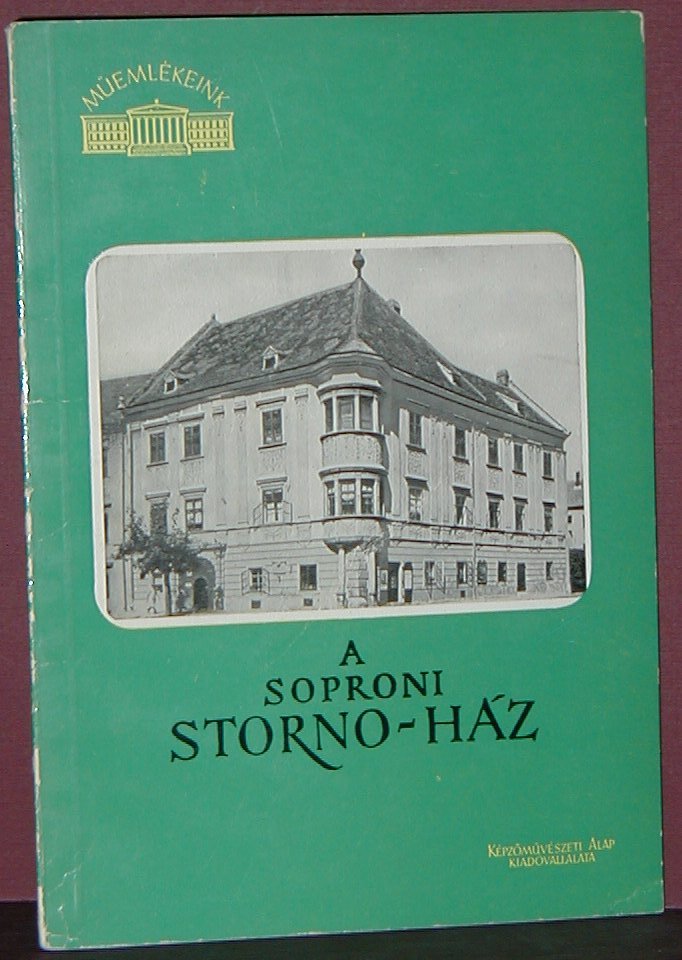 MŰEMLÉKEINK
A
SOPRONI
STORNO-HÁZ
KÉPZŐMŰVÉSZETI ALAP
KIADÓVÁLLALATA